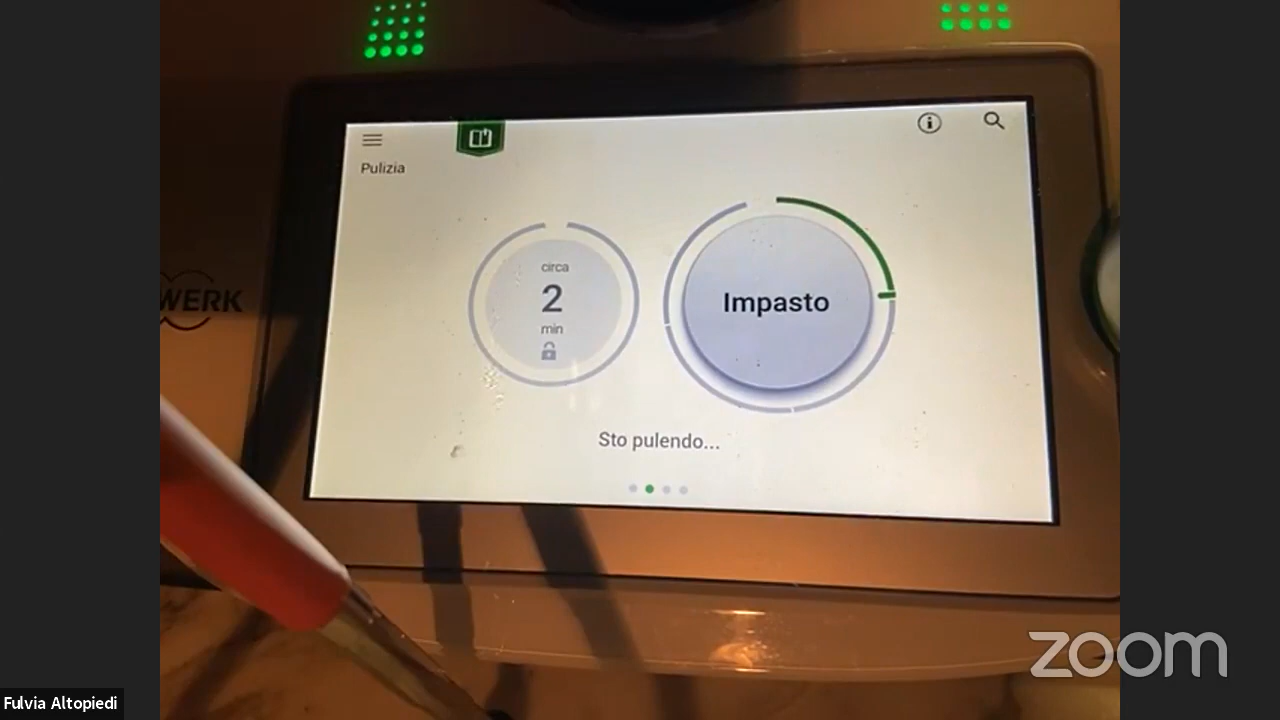 Pulizia
circa
2
min
Impasto
Sto pulendo...
WERK
zoom
Fulvia Altopiedi